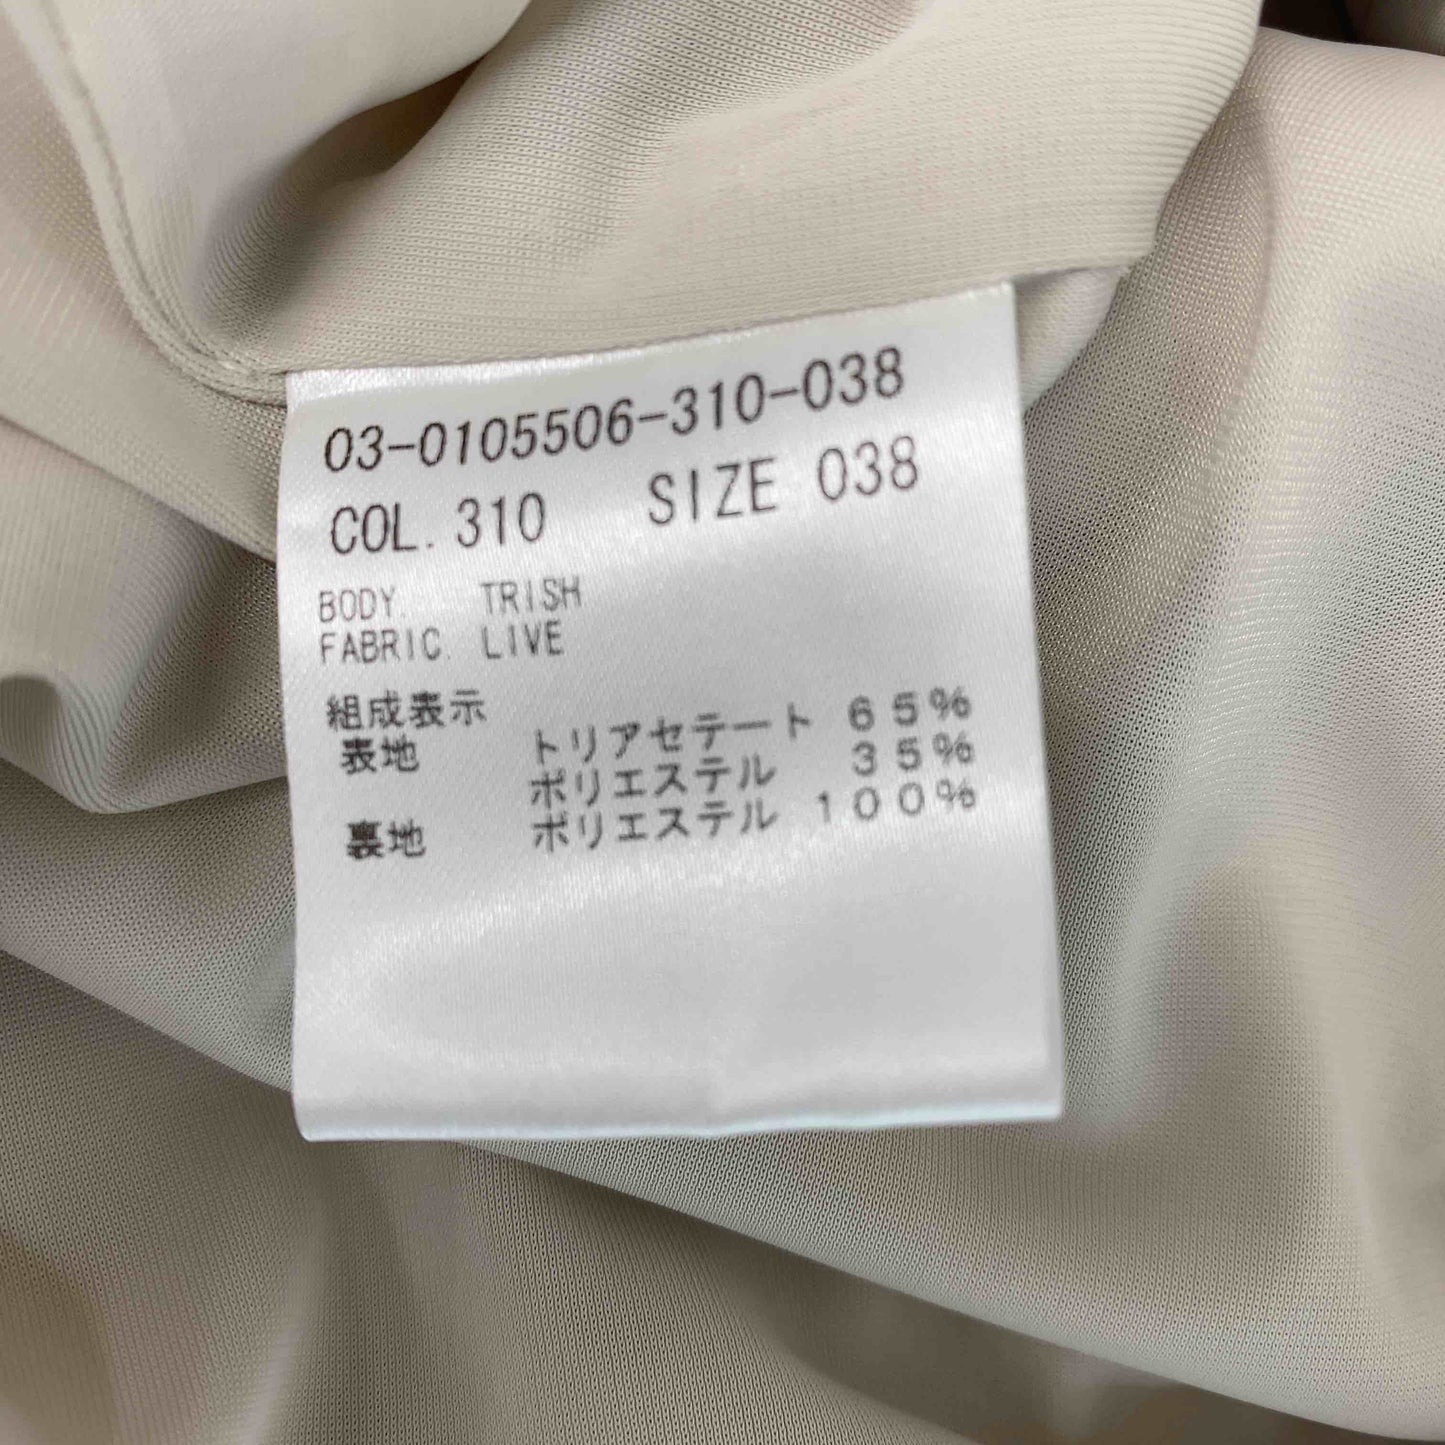 03-0105506-310-038
COL. 310 SIZE 038
BODY. TRISH
FABRIC. LIVE
組成表示
表地 トリアセテート 65%
ポリエステル 35%
裏地 ポリエステル 100%